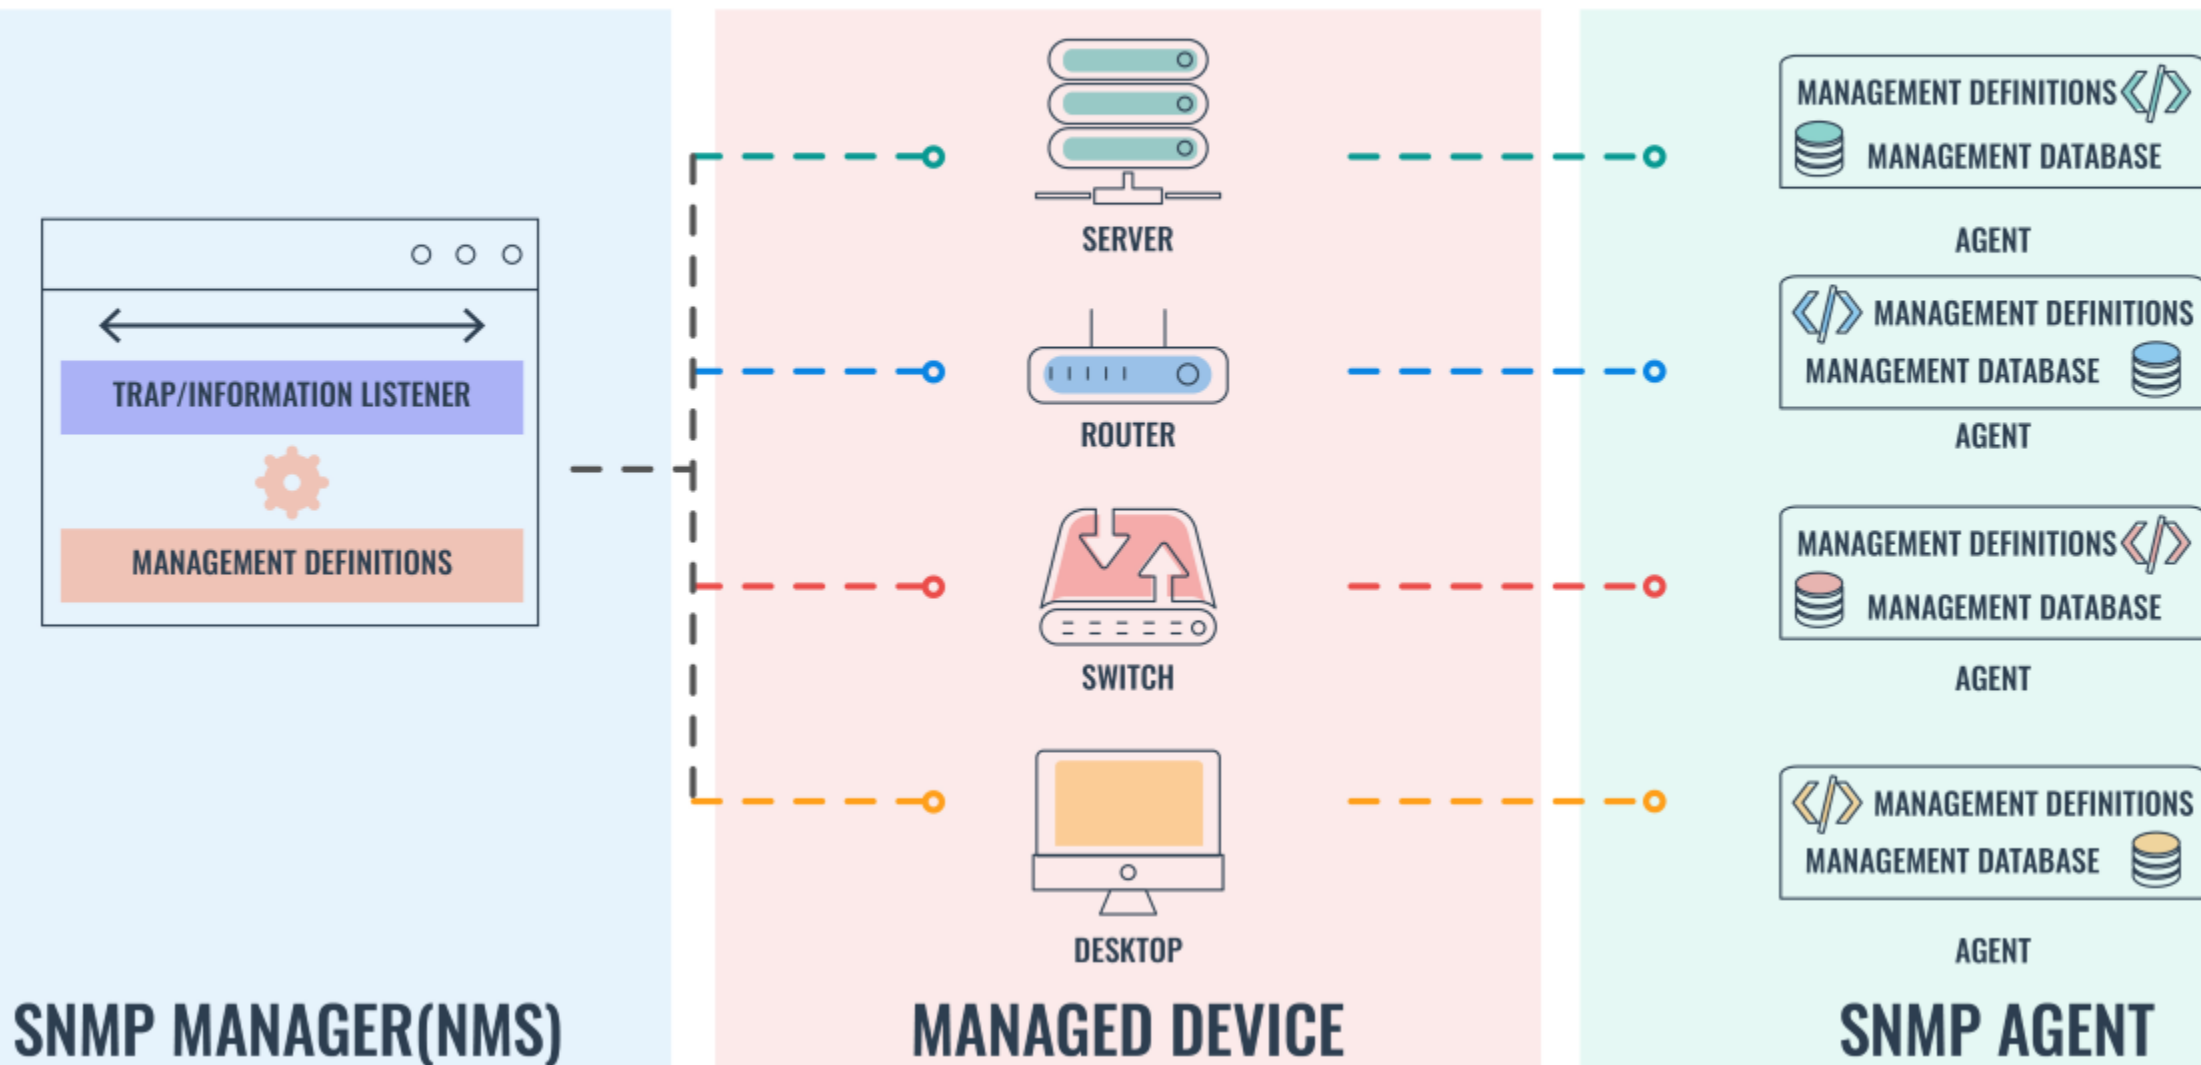 TRAP/INFORMATION LISTENER
MANAGEMENT DEFINITIONS
SNMP MANAGER(NMS)
SERVER
ROUTER
SWITCH
DESKTOP
MANAGED DEVICE
MANAGEMENT DEFINITIONS
MANAGEMENT DATABASE
AGENT
MANAGEMENT DEFINITIONS
MANAGEMENT DATABASE
AGENT
MANAGEMENT DEFINITIONS
MANAGEMENT DATABASE
AGENT
MANAGEMENT DEFINITIONS
MANAGEMENT DATABASE
AGENT
SNMP AGENT